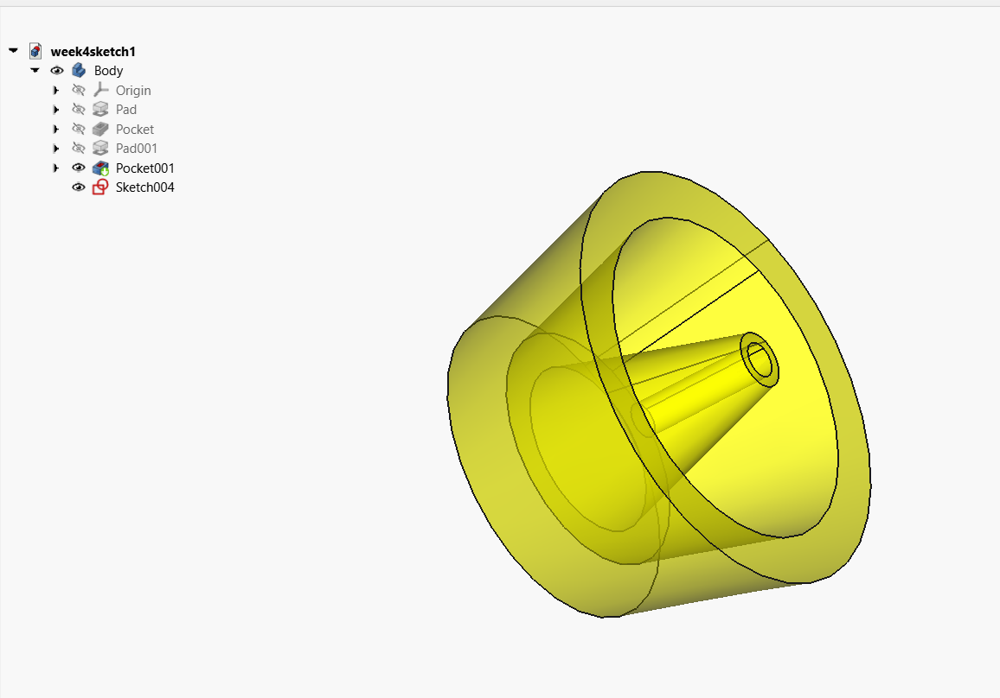 week4sketch1
Body
Origin
Pad
Pocket
Pad001
Pocket001
Sketch004